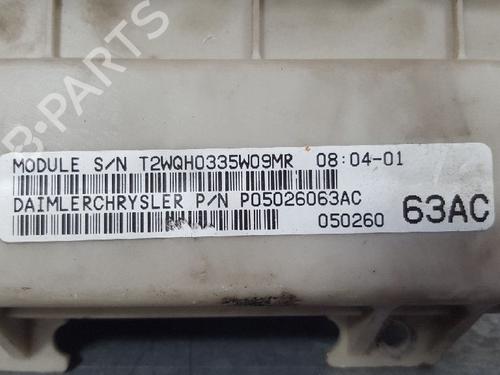 B-PARTS
MODULE S/N T2WQH0335W09MR 08:04-01
DAIMLERCHRYSLER P/N P05026063AC
050260 63AC